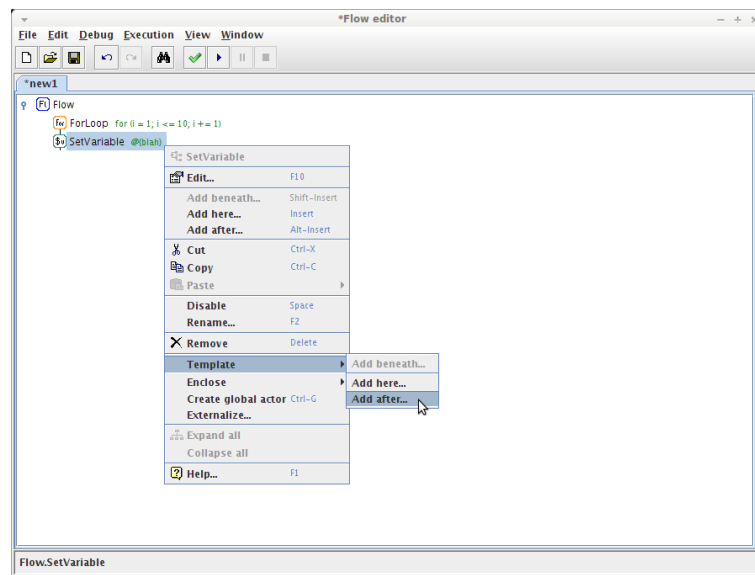 *Flow editor
File Edit Debug Execution View Window
*new1
Flow
ForLoop for (i = 1; i <= 10; i += 1)
SetVariable @{blah}
SetVariable
Edit... F10
Add beneath... Shift-Insert
Add here... Insert
Add after... Alt-Insert
Cut Ctrl-X
Copy Ctrl-C
Paste
Disable Space
Rename... F2
Remove Delete
Template
Add beneath...
Enclose
Add here...
Create global actor Ctrl-G
Add after...
Externalize...
Expand all
Collapse all
Help... F1
Flow.SetVariable